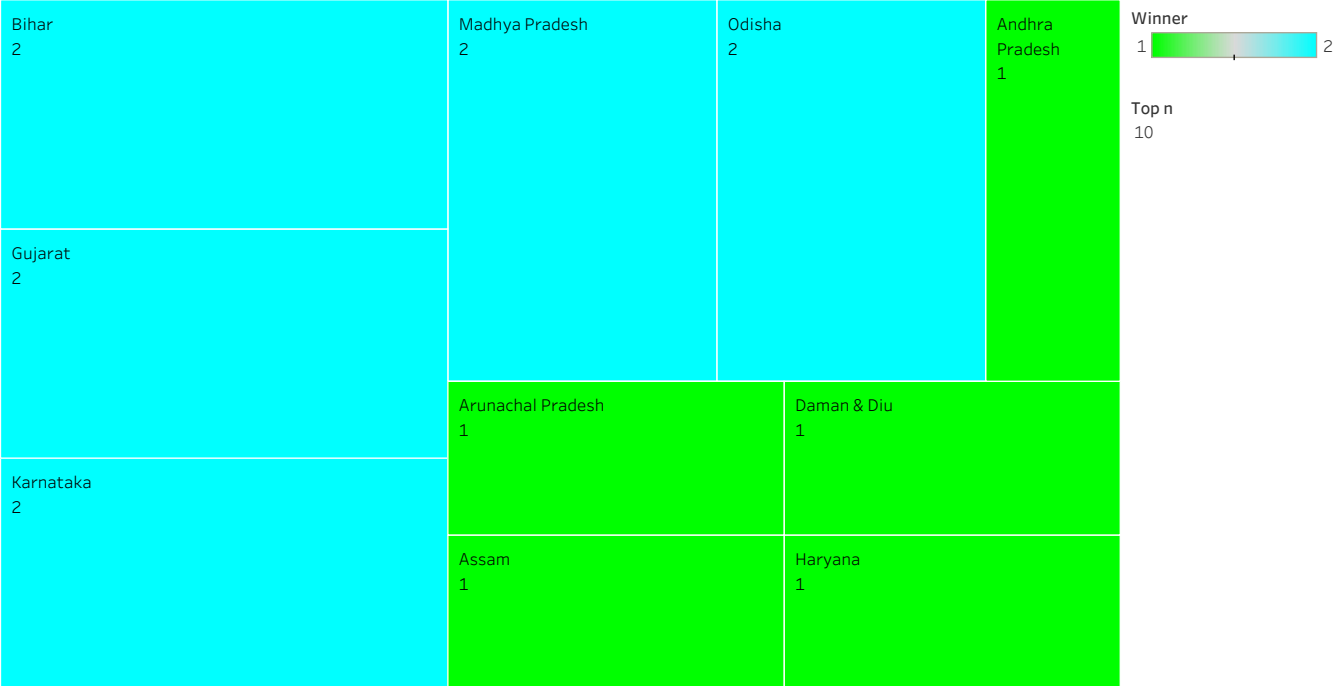 Bihar
2
Gujarat
2
Karnataka
2
Madhya Pradesh
2
Odisha
2
Andhra
Pradesh
1
Arunachal Pradesh
1
Daman & Diu
1
Assam
1
Haryana
1
Winner
1 2
Top n
10